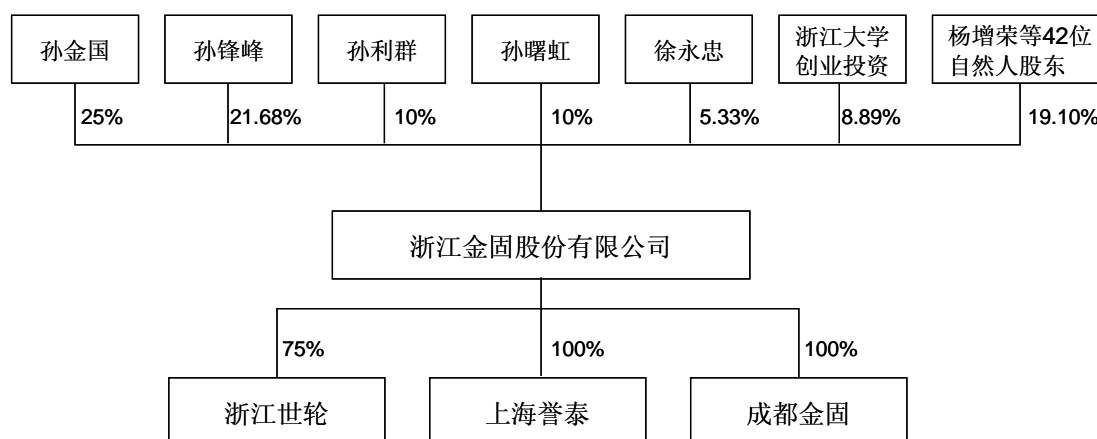 孙金国
孙锋峰
孙利群
孙曙虹
徐永忠
浙江大学
创业投资
杨增荣等42位
自然人股东
25%
21.68%
10%
10%
5.33%
8.89%
19.10%
浙江金固股份有限公司
75%
100%
100%
浙江世轮
上海誉泰
成都金固